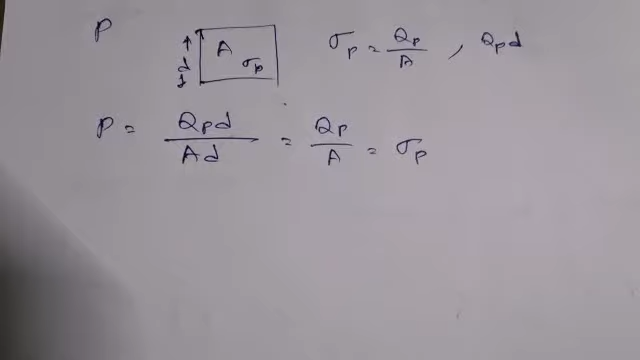 P
d A σp
σp = Qp/A , Qpd
P = Qpd/Ad = Qp/A = σp